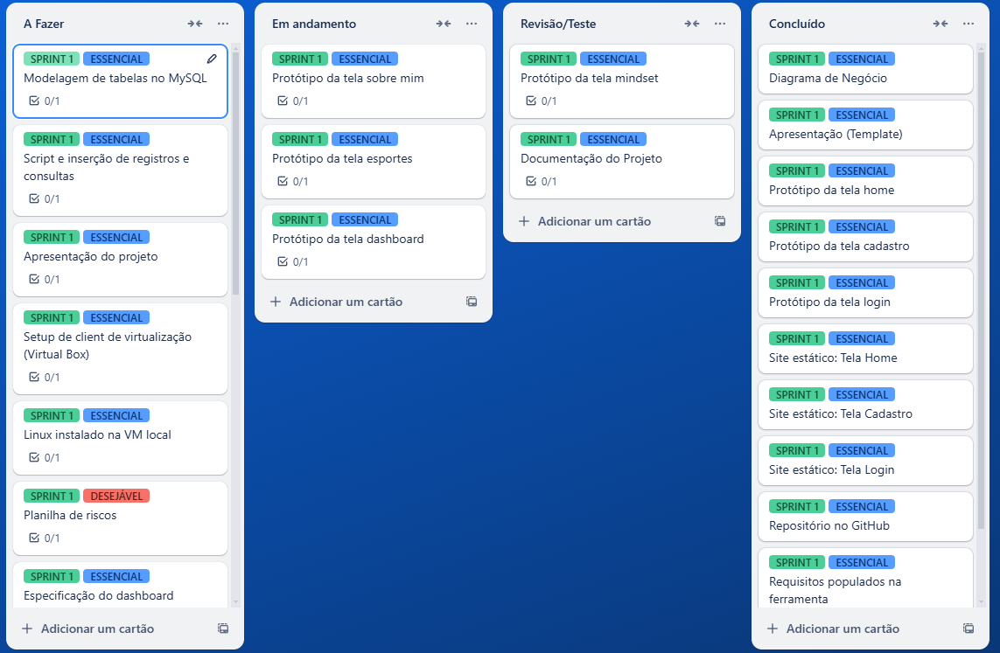 A Fazer
SPRINT 1 ESSENCIAL
Modelagem de tabelas no MySQL
0/1
SPRINT 1 ESSENCIAL
Script e inserção de registros e
consultas
0/1
SPRINT 1 ESSENCIAL
Apresentação do projeto
0/1
SPRINT 1 ESSENCIAL
Setup de client de virtualização
(Virtual Box)
0/1
SPRINT 1 ESSENCIAL
Linux instalado na VM local
0/1
SPRINT 1 DESEJÁVEL
Planilha de riscos
0/1
SPRINT 1 ESSENCIAL
Especificação do dashboard
Adicionar um cartão
Em andamento
SPRINT 1 ESSENCIAL
Protótipo da tela sobre mim
0/1
SPRINT 1 ESSENCIAL
Protótipo da tela esportes
0/1
SPRINT 1 ESSENCIAL
Protótipo da tela dashboard
0/1
Adicionar um cartão
Revisão/Teste
SPRINT 1 ESSENCIAL
Protótipo da tela mindset
0/1
SPRINT 1 ESSENCIAL
Documentação do Projeto
0/1
Adicionar um cartão
Concluído
SPRINT 1 ESSENCIAL
Diagrama de Negócio
SPRINT 1 ESSENCIAL
Apresentação (Template)
SPRINT 1 ESSENCIAL
Protótipo da tela home
SPRINT 1 ESSENCIAL
Protótipo da tela cadastro
SPRINT 1 ESSENCIAL
Protótipo da tela login
SPRINT 1 ESSENCIAL
Site estático: Tela Home
SPRINT 1 ESSENCIAL
Site estático: Tela Cadastro
SPRINT 1 ESSENCIAL
Site estático: Tela Login
SPRINT 1 ESSENCIAL
Repositório no GitHub
SPRINT 1 ESSENCIAL
Requisitos populados na
ferramenta
Adicionar um cartão